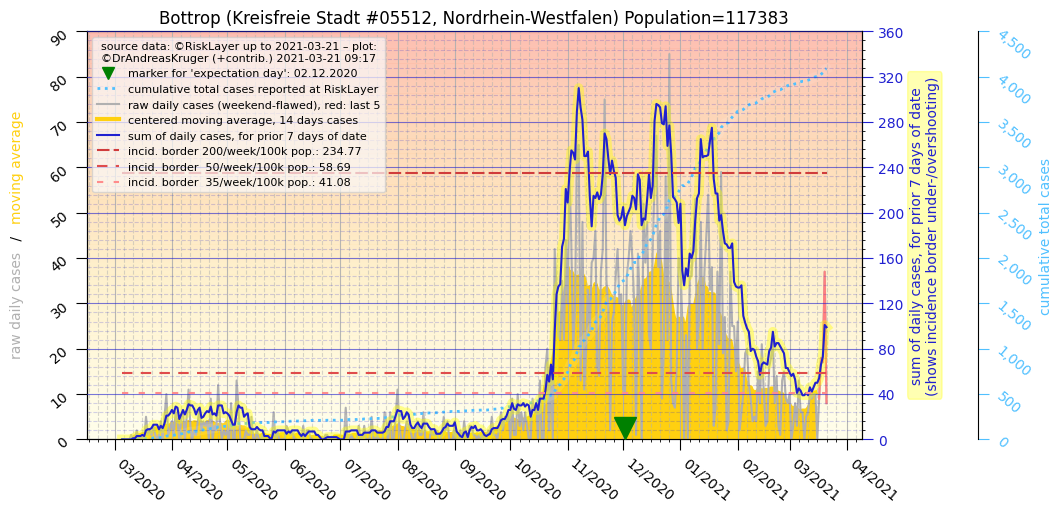 Bottrop (Kreisfreie Stadt #05512, Nordrhein-Westfalen) Population=117383
source data: ©RiskLayer up to 2021-03-21 – plot:
©DrAndreasKruger (+contrib.) 2021-03-21 09:17
marker for 'expectation day': 02.12.2020
cumulative total cases reported at RiskLayer
raw daily cases (weekend-flawed), red: last 5
centered moving average, 14 days cases
sum of daily cases, for prior 7 days of date
incid. border 200/week/100k pop.: 234.77
incid. border  50/week/100k pop.: 58.69
incid. border  35/week/100k pop.: 41.08
raw daily cases  /  moving average
90
80
70
60
50
40
30
20
10
0
03/2020
04/2020
05/2020
06/2020
07/2020
08/2020
09/2020
10/2020
11/2020
12/2020
01/2021
02/2021
03/2021
04/2021
360
320
280
240
200
160
120
80
40
0
sum of daily cases, for prior 7 days of date
(shows incidence border under-/overshooting)
4,500
4,000
3,500
3,000
2,500
2,000
1,500
1,000
500
0
cumulative total cases